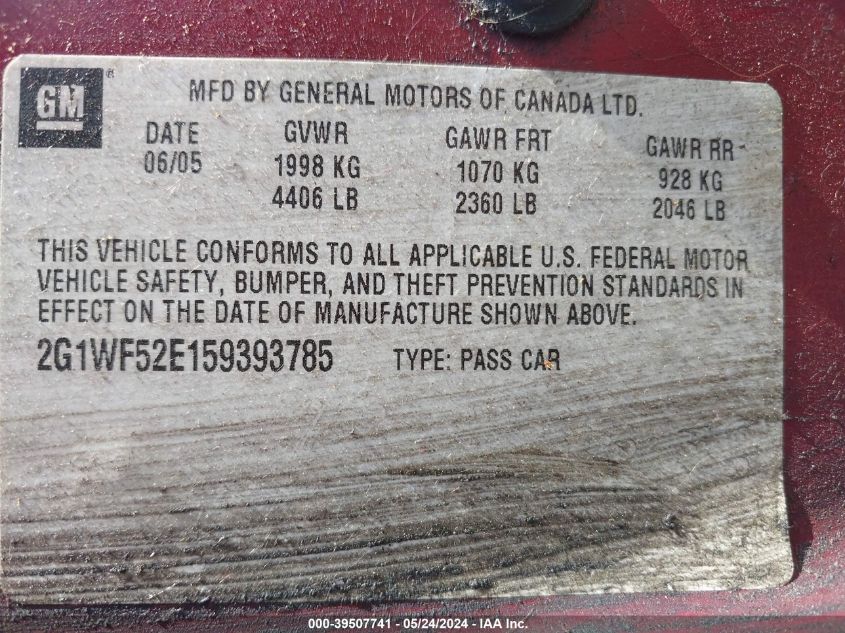 GM®
MFD BY GENERAL MOTORS OF CANADA LTD.
DATE GVWR GAWR FRT GAWR RR
06/05 1998 KG 1070 KG 928 KG
4406 LB 2360 LB 2046 LB
THIS VEHICLE CONFORMS TO ALL APPLICABLE U.S. FEDERAL MOTOR
VEHICLE SAFETY, BUMPER, AND THEFT PREVENTION STANDARDS IN
EFFECT ON THE DATE OF MANUFACTURE SHOWN ABOVE.
2G1WF52E159393785 TYPE: PASS CAR
000-39507741 - 05/24/2024 - IAA Inc.